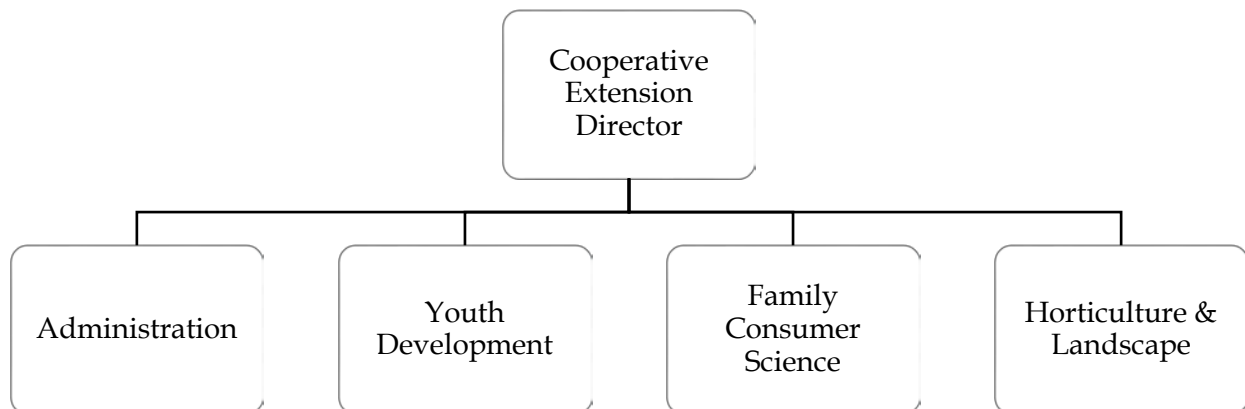 Cooperative
Extension
Director
Administration
Youth
Development
Family
Consumer
Science
Horticulture &
Landscape